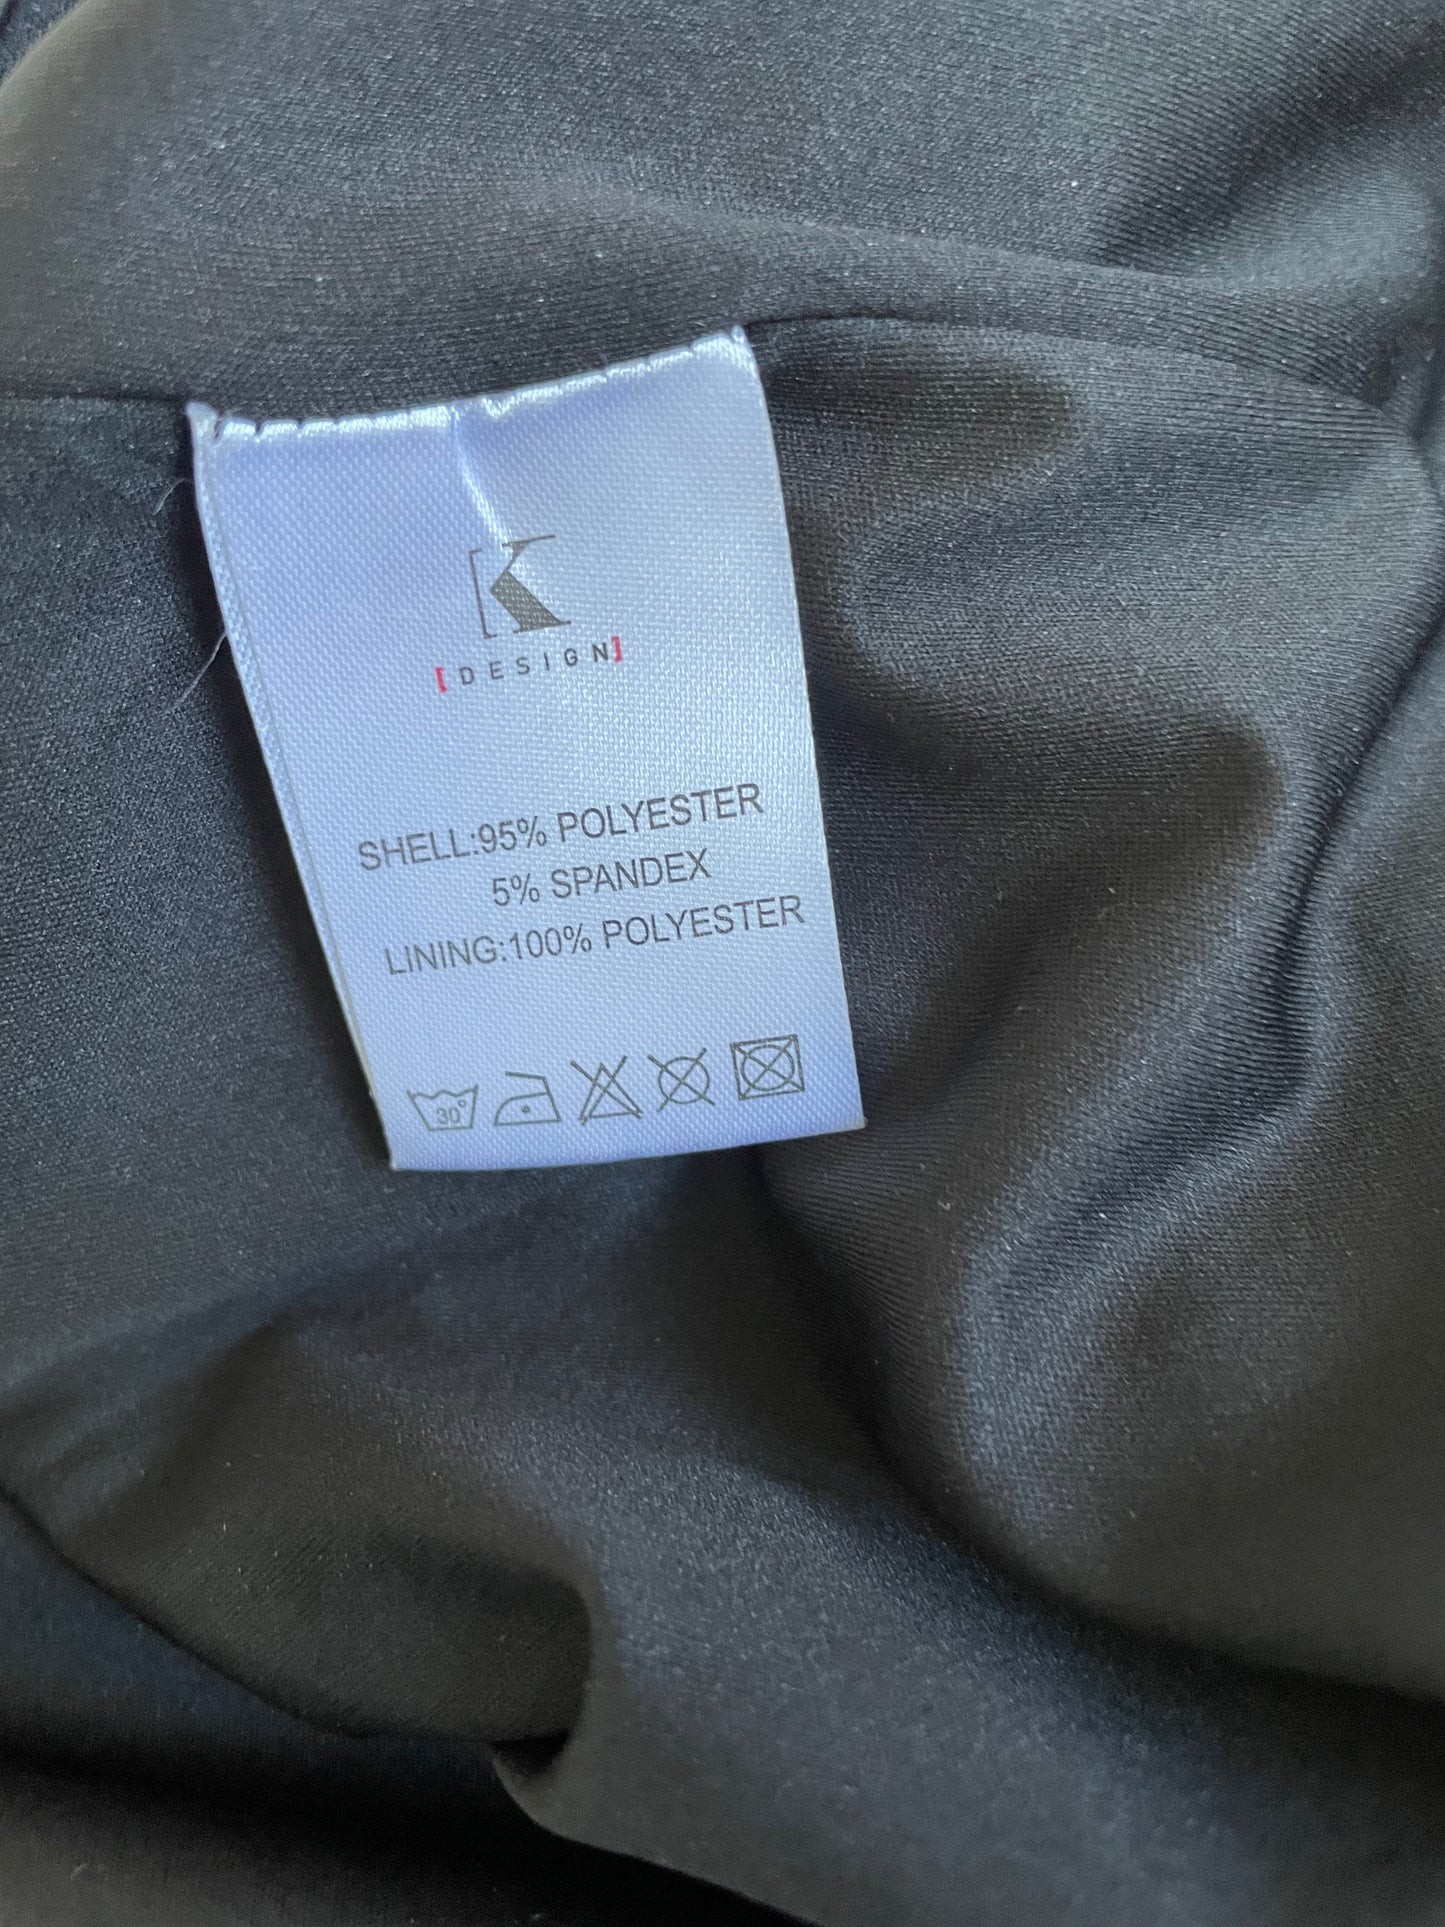 K
[DESIGN]
SHELL:95% POLYESTER
5% SPANDEX
LINING:100% POLYESTER
30°